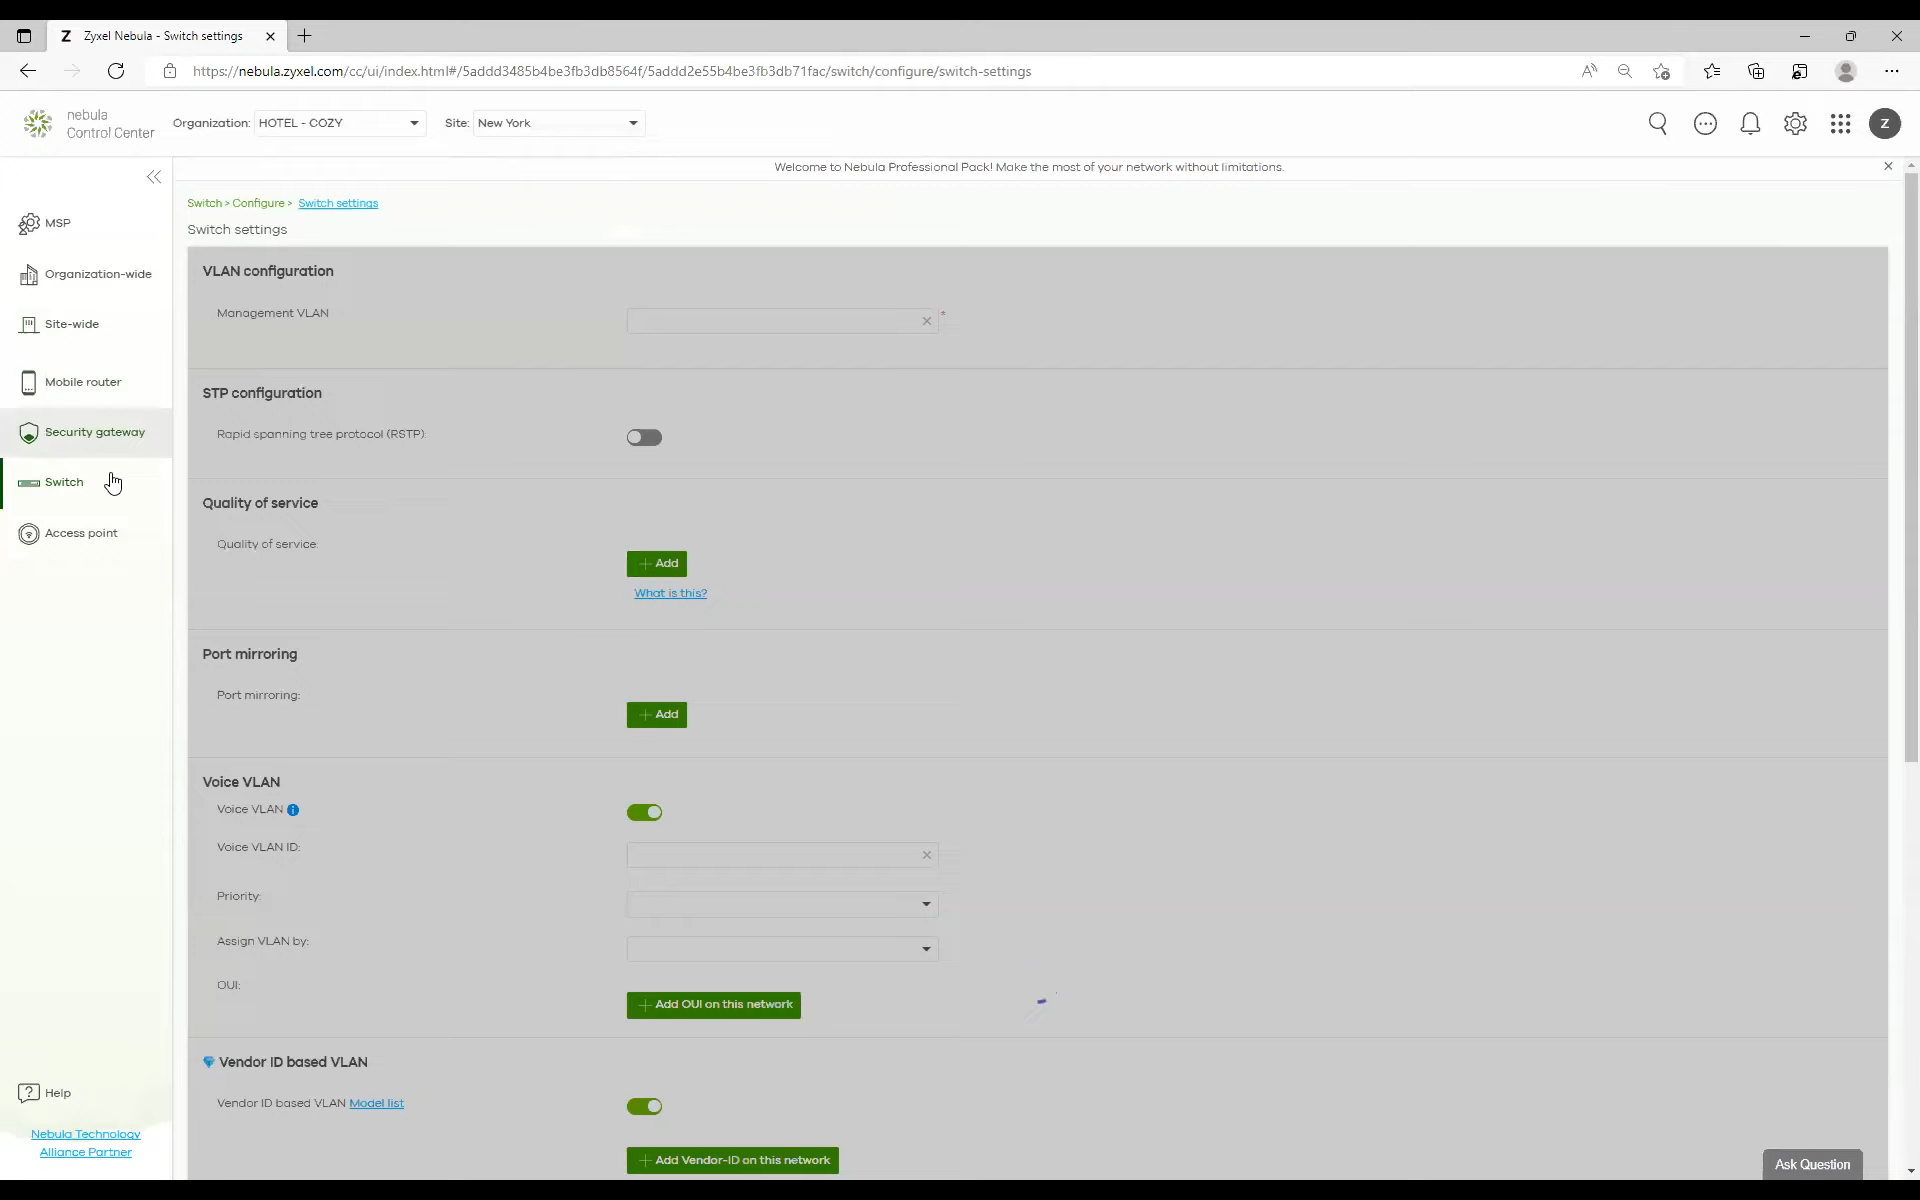 Zyxel Nebula - Switch settings
https://nebula.zyxel.com/cc/ui/index.html#/5addd3485b4be3fb3db8564f/5addd2e55b4be3fb3db71fac/switch/configure/switch-settings
nebula
Control Center
Organization: HOTEL - COZY
Site: New York
Z
Welcome to Nebula Professional Pack! Make the most of your network without limitations.
Switch > Configure > Switch settings
Switch settings
MSP
Organization-wide
Site-wide
Mobile router
Security gateway
Switch
Access point
VLAN configuration
Management VLAN
*
STP configuration
Rapid spanning tree protocol (RSTP):
Quality of service
Quality of service:
+ Add
What is this?
Port mirroring
Port mirroring:
+ Add
Voice VLAN
Voice VLAN
Voice VLAN ID:
Priority:
Assign VLAN by:
OUI:
+ Add OUI on this network
Vendor ID based VLAN
Vendor ID based VLAN Model list
+ Add Vendor-ID on this network
Help
Nebula Technology
Alliance Partner
Ask Question